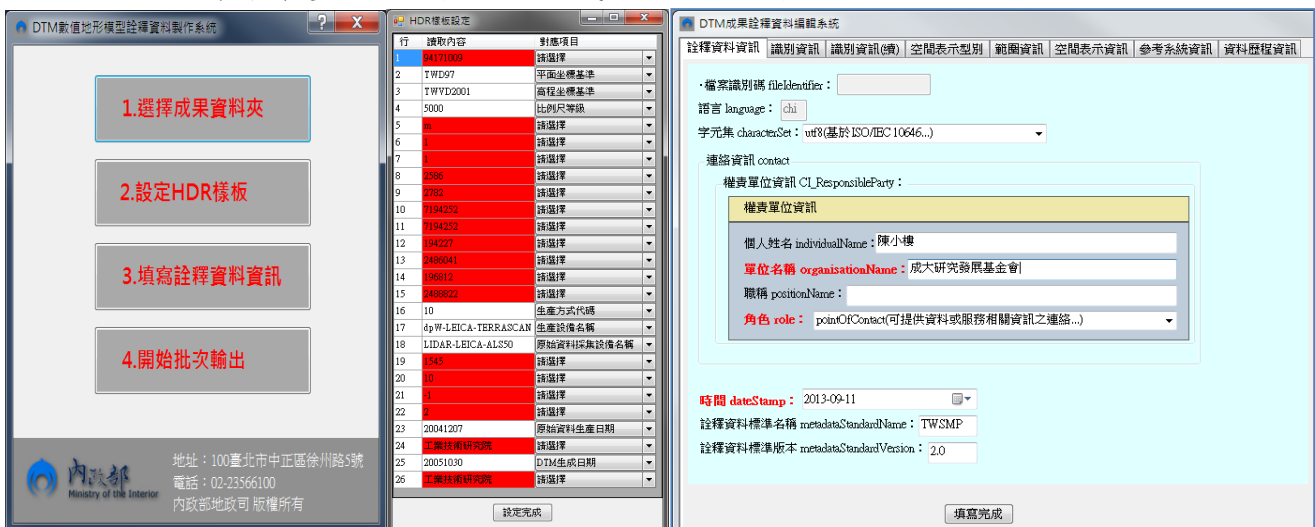 DTM數值地形模型詮釋資料製作系統
1.選擇成果資料夾
2.設定HDR樣板
3.填寫詮釋資料資訊
4.開始批次輸出
內政部
Ministry of the Interior
地址：100臺北市中正區徐州路5號
電話：02-23566100
內政部地政司 版權所有
HDR樣板設定
行 讀取內容 對應項目
1 94171009 請選擇
2 TWD97 平面坐標基準
3 TWVD2001 高程坐標基準
4 5000 比例尺等級
5 m 請選擇
6 1 請選擇
7 1 請選擇
8 2586 請選擇
9 2782 請選擇
10 7194252 請選擇
11 7194252 請選擇
12 194227 請選擇
13 2486041 請選擇
14 196812 請選擇
15 2488822 請選擇
16 10 生產方式代碼
17 dpW-LEICA-TERRASCAN 生產設備名稱
18 LIDAR-LEICA-ALS50 原始資料採集設備名稱
19 1545 請選擇
20 10 請選擇
21 -1 請選擇
22 2 請選擇
23 20041207 原始資料生產日期
24 工業技術研究院 請選擇
25 20051030 DTM生成日期
26 工業技術研究院 請選擇
設定完成
DTM成果詮釋資料編輯系統
詮釋資料資訊 識別資訊 識別資訊(續) 空間表示型別 範圍資訊 空間表示資訊 參考系統資訊 資料歷程資訊
·檔案識別碼 fileIdentifier：
語言 language： chi
字元集 characterSet： utf8(基於 ISO/IEC 10646...)
連絡資訊 contact
權責單位資訊 CI_ResponsibleParty：
權責單位資訊
個人姓名 individualName：陳小樓
單位名稱 organisationName：成大研究發展基金會
職稱 positionName：
角色 role： pointOfContact(可提供資料或服務相關資訊之連絡...)
時間 dateStamp： 2013-09-11
詮釋資料標準名稱 metadataStandardName： TWSMP
詮釋資料標準版本 metadataStandardVersion： 2.0
填寫完成